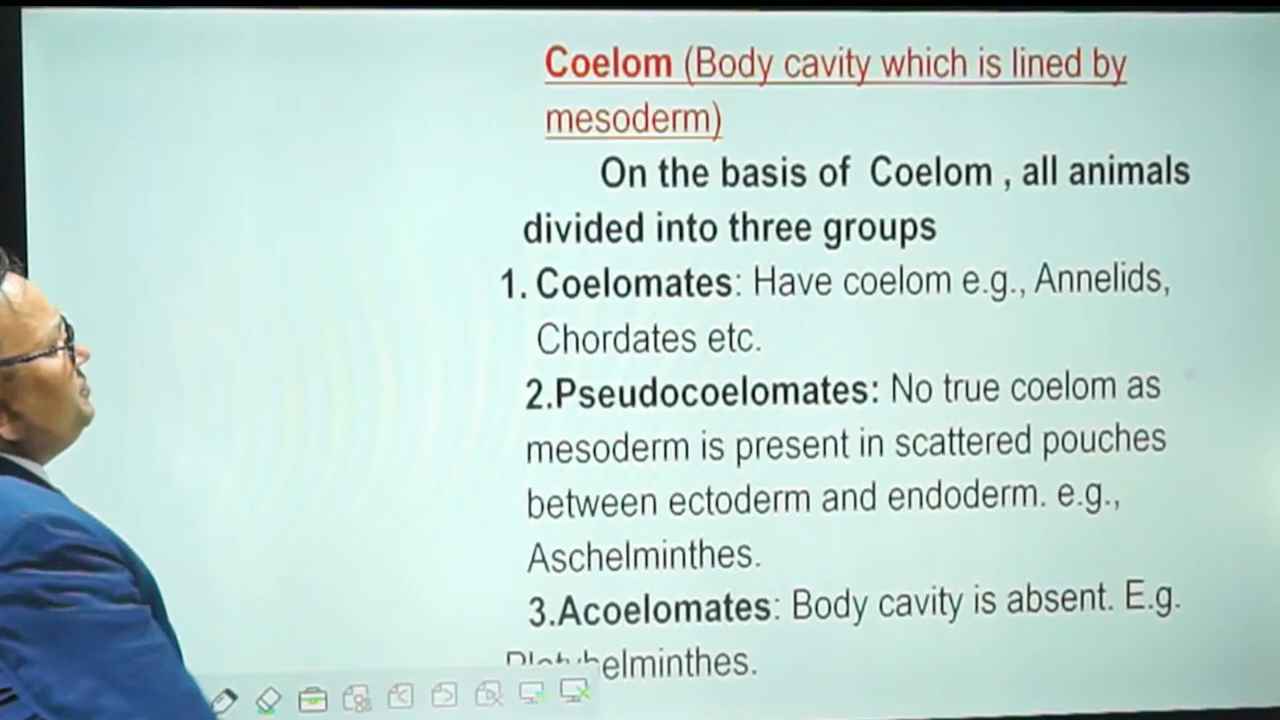 Coelom (Body cavity which is lined by
mesoderm)
On the basis of Coelom , all animals
divided into three groups
1. Coelomates: Have coelom e.g., Annelids,
Chordates etc.
2.Pseudocoelomates: No true coelom as
mesoderm is present in scattered pouches
between ectoderm and endoderm. e.g.,
Aschelminthes.
3.Acoelomates: Body cavity is absent. E.g.
Platyhelminthes.